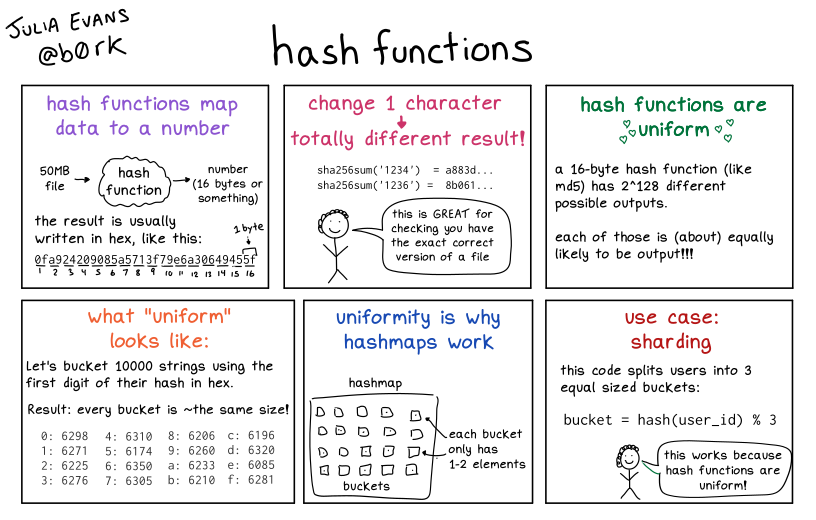 JULIA EVANS
@b0rk
hash functions
hash functions map
data to a number
50MB
file
hash
function
number
(16 bytes or
something)
the result is usually
written in hex, like this:
1 byte
0fa924209085a5713f79e6a30649455f
1 2 3 4 5 6 7 8 9 10 11 12 13 14 15 16
change 1 character
totally different result!
sha256sum('1234') = a883d...
sha256sum('1236') = 8b061...
this is GREAT for
checking you have
the exact correct
version of a file
hash functions are
uniform
a 16-byte hash function (like
md5) has 2^128 different
possible outputs.
each of those is (about) equally
likely to be output!!!
what "uniform"
looks like:
Let's bucket 10000 strings using the
first digit of their hash in hex.
Result: every bucket is ~the same size!
0: 6298 4: 6310 8: 6206 c: 6196
1: 6271 5: 6174 9: 6260 d: 6320
2: 6225 6: 6350 a: 6233 e: 6085
3: 6276 7: 6305 b: 6210 f: 6281
uniformity is why
hashmaps work
hashmap
each bucket
only has
1-2 elements
buckets
use case:
sharding
this code splits users into 3
equal sized buckets:
bucket = hash(user_id) % 3
this works because
hash functions are
uniform!